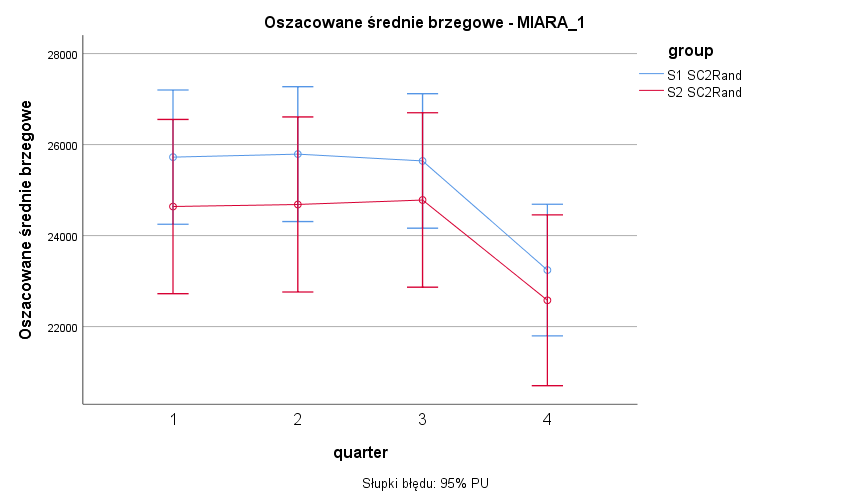 Oszacowane średnie brzegowe - MIARA_1
group
S1 SC2Rand
S2 SC2Rand
Oszacowane średnie brzegowe
28000
26000
24000
22000
1 2 3 4
quarter
Słupki błędu: 95% PU